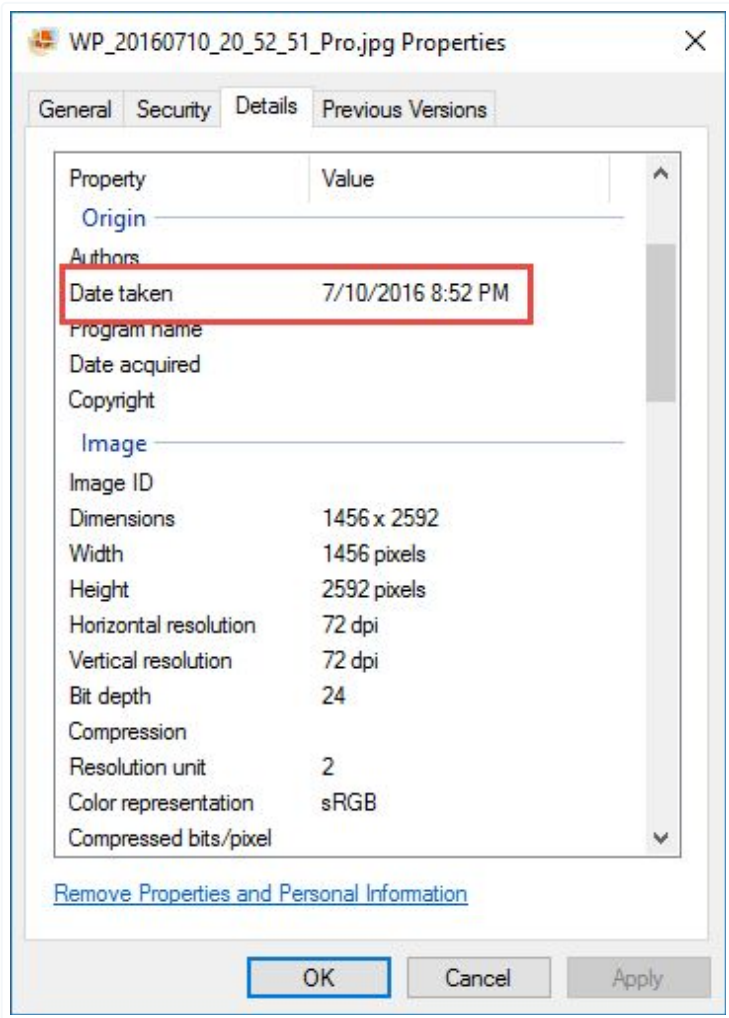 WP_20160710_20_52_51_Pro.jpg Properties
General Security Details Previous Versions
Property Value
Origin
Authors
Date taken 7/10/2016 8:52 PM
Program name
Date acquired
Copyright
Image
Image ID
Dimensions 1456 x 2592
Width 1456 pixels
Height 2592 pixels
Horizontal resolution 72 dpi
Vertical resolution 72 dpi
Bit depth 24
Compression
Resolution unit 2
Color representation sRGB
Compressed bits/pixel
Remove Properties and Personal Information
OK Cancel Apply